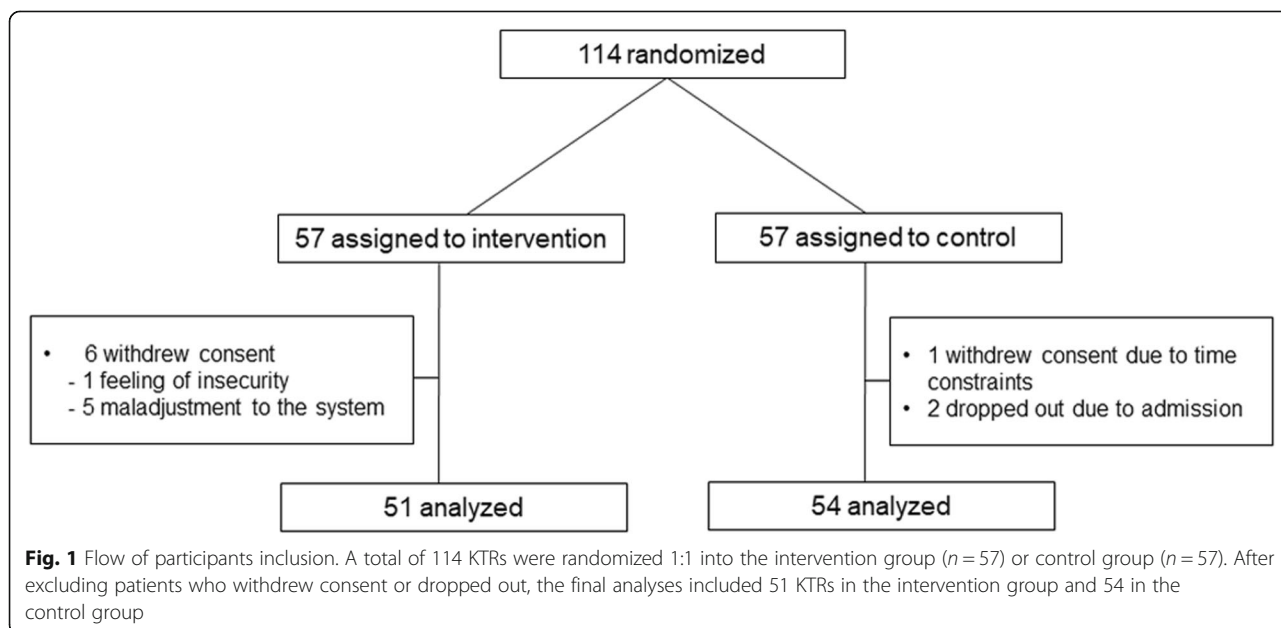 114 randomized
57 assigned to intervention
57 assigned to control
• 6 withdrew consent
- 1 feeling of insecurity
- 5 maladjustment to the system
• 1 withdrew consent due to time
constraints
• 2 dropped out due to admission
51 analyzed
54 analyzed
Fig. 1 Flow of participants inclusion. A total of 114 KTRs were randomized 1:1 into the intervention group (n = 57) or control group (n = 57). After
excluding patients who withdrew consent or dropped out, the final analyses included 51 KTRs in the intervention group and 54 in the
control group